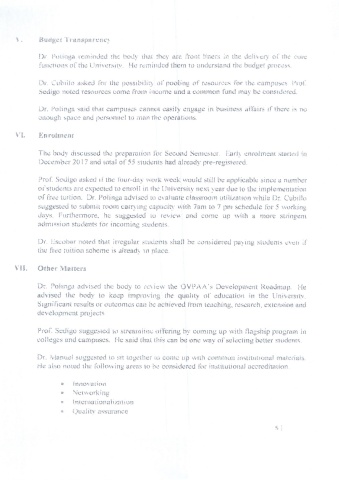 V. Budget Transparency
Dr. Polinga reminded the body that they are front liners in the delivery of the core
functions of the University. He reminded them to understand the budget process.
Dr. Cubillo asked for the possibility of pooling of resources for the campuses. Prof.
Sedigo noted resources come from income and a common fund may be considered.
Dr. Polinga said that campuses cannot easily engage in business affairs if there is no
enough space and personnel to man the operations.
VI. Enrolment
The body discussed the preparation for Second Semester. Early enrolment started in
December 2017 and total of 55 students had already pre-registered.
Prof. Sedigo asked if the four-day work week would still be applicable since a number
of students are expected to enroll in the University next year due to the implementation
of free tuition. Dr. Polinga advised to evaluate classroom utilization while Dr. Cubillo
suggested to submit room carrying capacity with 7am to 7 pm schedule for 5 working
days. Furthermore, he suggested to review and come up with a more stringent
admission students for incoming students.
Dr. Escobar noted that irregular students shall be considered paying students even if
the free tuition scheme is already in place.
VII. Other Matters
Dr. Polinga advised the body to review the OVPAA's Development Roadmap. He
advised the body to keep improving the quality of education in the University.
Significant results or outcomes can be achieved from teaching, research, extension and
development projects.
Prof. Sedigo suggested to streamline offering by coming up with flagship program in
colleges and campuses. He said that this can be one way of selecting better students.
Dr. Manual suggested to sit together to come up with common institutional materials.
He also noted the following areas to be considered for institutional accreditation
• Innovation
• Networking
• Internationalization
• Quality assurance